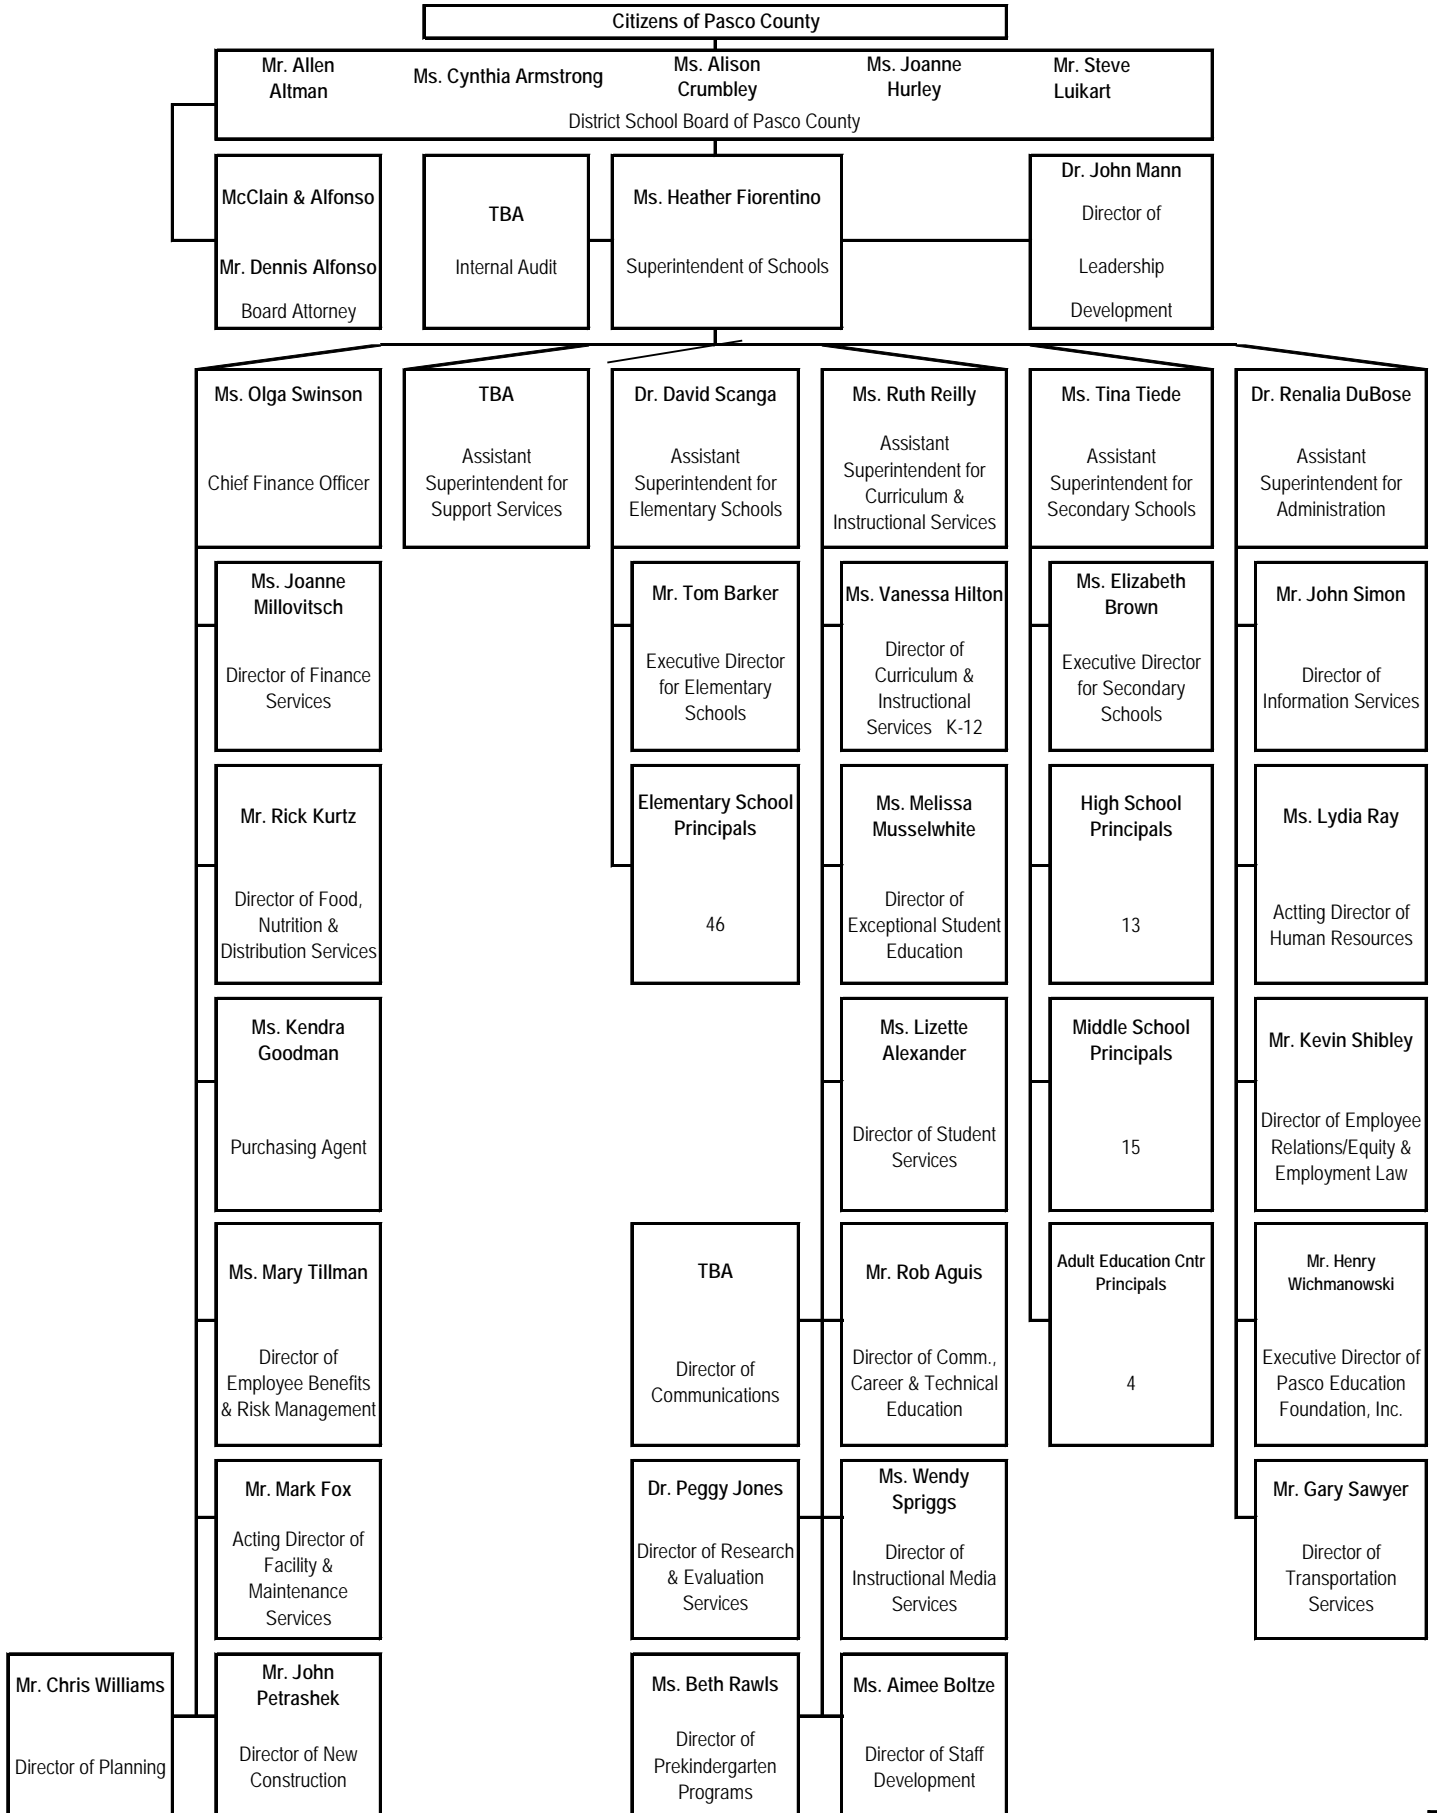 Citizens of Pasco County
Mr. Allen
Altman
Ms. Cynthia Armstrong
Ms. Alison
Crumbley
Ms. Joanne
Hurley
Mr. Steve
Luikart
District School Board of Pasco County
McClain & Alfonso
Mr. Dennis Alfonso
Board Attorney
TBA
Internal Audit
Ms. Heather Fiorentino
Superintendent of Schools
Dr. John Mann
Director of
Leadership
Development
Ms. Olga Swinson
Chief Finance Officer
TBA
Assistant
Superintendent for
Support Services
Dr. David Scanga
Assistant
Superintendent for
Elementary Schools
Ms. Ruth Reilly
Assistant
Superintendent for
Curriculum &
Instructional Services
Ms. Tina Tiede
Assistant
Superintendent for
Secondary Schools
Dr. Renalia DuBose
Assistant
Superintendent for
Administration
Ms. Joanne
Millovitsch
Director of Finance
Services
Mr. Tom Barker
Executive Director
for Elementary
Schools
Ms. Vanessa Hilton
Director of
Curriculum &
Instructional
Services K-12
Ms. Elizabeth
Brown
Executive Director
for Secondary
Schools
Mr. John Simon
Director of
Information Services
Mr. Rick Kurtz
Director of Food,
Nutrition &
Distribution Services
Elementary School
Principals
46
Ms. Melissa
Musselwhite
Director of
Exceptional Student
Education
High School
Principals
13
Ms. Lydia Ray
Actting Director of
Human Resources
Ms. Kendra
Goodman
Purchasing Agent
Ms. Lizette
Alexander
Director of Student
Services
Middle School
Principals
15
Mr. Kevin Shibley
Director of Employee
Relations/Equity &
Employment Law
Ms. Mary Tillman
Director of
Employee Benefits
& Risk Management
TBA
Director of
Communications
Mr. Rob Aguis
Director of Comm.,
Career & Technical
Education
Adult Education Cntr
Principals
4
Mr. Henry
Wichmanowski
Executive Director of
Pasco Education
Foundation, Inc.
Mr. Mark Fox
Acting Director of
Facility &
Maintenance
Services
Dr. Peggy Jones
Director of Research
& Evaluation
Services
Ms. Wendy
Spriggs
Director of
Instructional Media
Services
Mr. Gary Sawyer
Director of
Transportation
Services
Mr. Chris Williams
Director of Planning
Mr. John
Petrashek
Director of New
Construction
Ms. Beth Rawls
Director of
Prekindergarten
Programs
Ms. Aimee Boltze
Director of Staff
Development